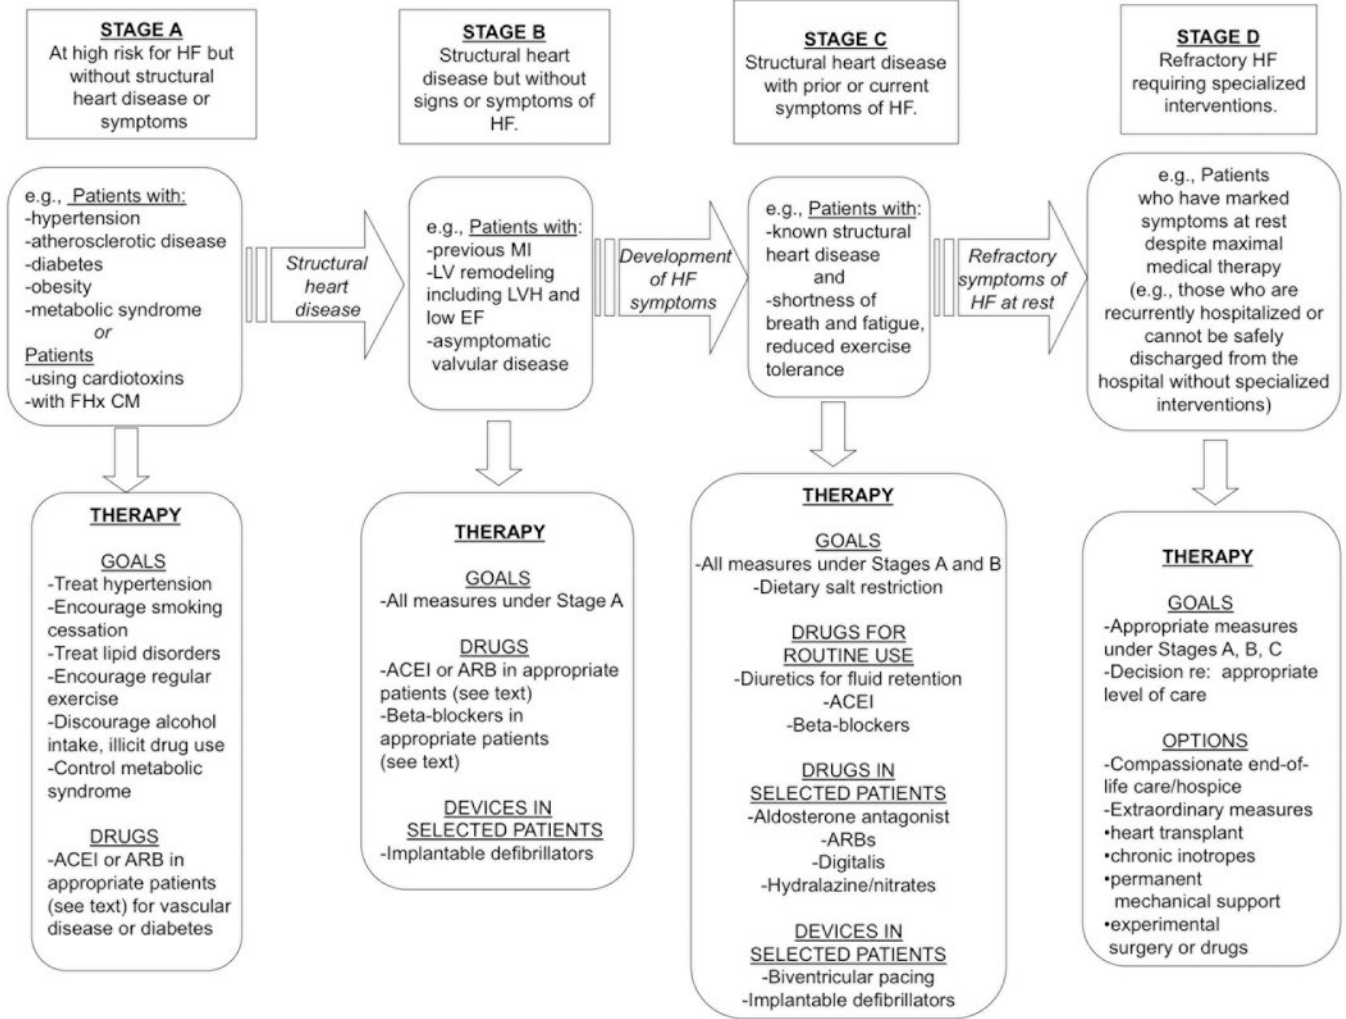 STAGE A
At high risk for HF but
without structural
heart disease or
symptoms
STAGE B
Structural heart
disease but without
signs or symptoms of
HF.
STAGE C
Structural heart disease
with prior or current
symptoms of HF.
STAGE D
Refractory HF
requiring specialized
interventions.
e.g., Patients with:
-hypertension
-atherosclerotic disease
-diabetes
-obesity
-metabolic syndrome
or
Patients
-using cardiotoxins
-with FHx CM
Structural
heart
disease
e.g., Patients with:
-previous MI
-LV remodeling
including LVH and
low EF
-asymptomatic
valvular disease
Development
of HF
symptoms
e.g., Patients with:
-known structural
heart disease
and
-shortness of
breath and fatigue,
reduced exercise
tolerance
Refractory
symptoms of
HF at rest
e.g., Patients
who have marked
symptoms at rest
despite maximal
medical therapy
(e.g., those who are
recurrently hospitalized or
cannot be safely
discharged from the
hospital without specialized
interventions)
THERAPY
GOALS
-Treat hypertension
-Encourage smoking
cessation
-Treat lipid disorders
-Encourage regular
exercise
-Discourage alcohol
intake, illicit drug use
-Control metabolic
syndrome
DRUGS
-ACEI or ARB in
appropriate patients
(see text) for vascular
disease or diabetes
THERAPY
GOALS
-All measures under Stage A
DRUGS
-ACEI or ARB in appropriate
patients (see text)
-Beta-blockers in
appropriate patients
(see text)
DEVICES IN
SELECTED PATIENTS
-Implantable defibrillators
THERAPY
GOALS
-All measures under Stages A and B
-Dietary salt restriction
DRUGS FOR
ROUTINE USE
-Diuretics for fluid retention
-ACEI
-Beta-blockers
DRUGS IN
SELECTED PATIENTS
-Aldosterone antagonist
-ARBs
-Digitalis
-Hydralazine/nitrates
DEVICES IN
SELECTED PATIENTS
-Biventricular pacing
-Implantable defibrillators
THERAPY
GOALS
-Appropriate measures
under Stages A, B, C
-Decision re: appropriate
level of care
OPTIONS
-Compassionate end-of-
life care/hospice
-Extraordinary measures
•heart transplant
•chronic inotropes
•permanent
mechanical support
•experimental
surgery or drugs